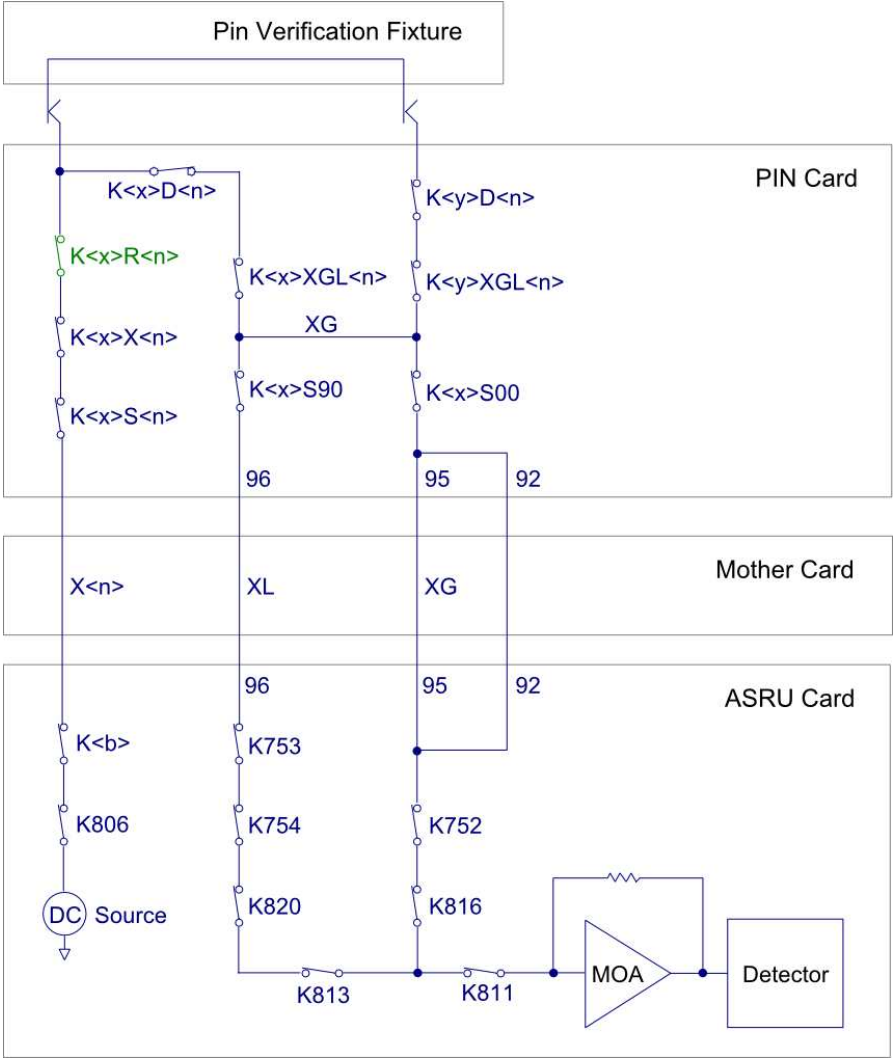 Pin Verification Fixture
PIN Card
K<x>D<n>
K<y>D<n>
K<x>R<n>
K<x>XGL<n>
K<y>XGL<n>
XG
K<x>X<n>
K<x>S90
K<x>S00
K<x>S<n>
96
95
92
Mother Card
X<n>
XL
XG
96
95
92
ASRU Card
K<b>
K753
K806
K754
K752
DC Source
K820
K816
MOA
Detector
K813
K811